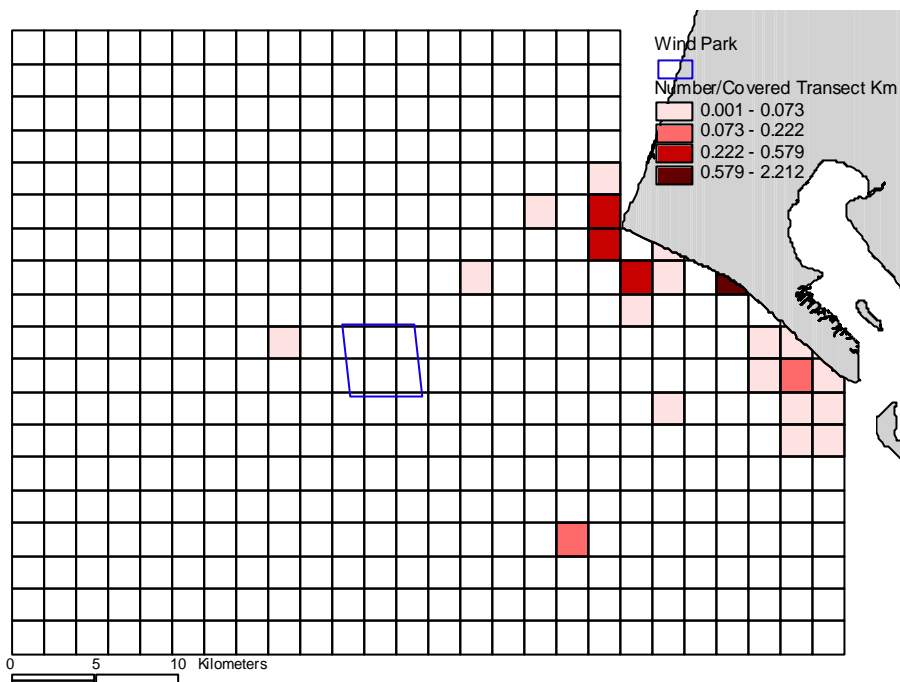 Wind Park
Number/Covered Transect Km
0.001 - 0.073
0.073 - 0.222
0.222 - 0.579
0.579 - 2.212
0 5 10 Kilometers